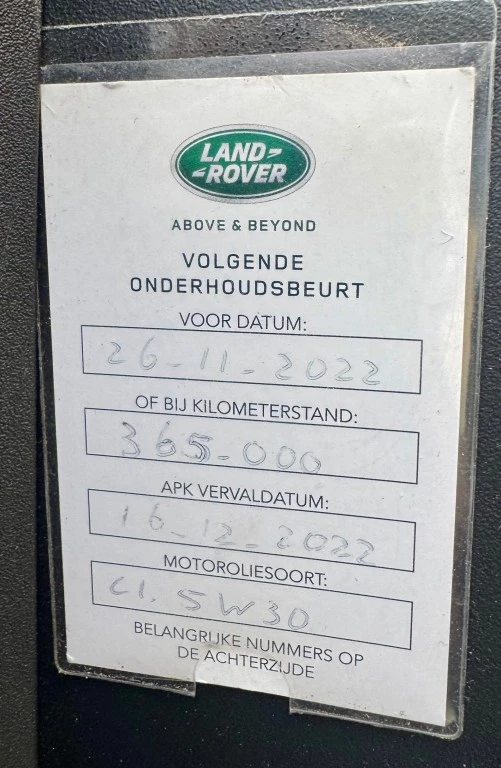 LAND-
-ROVER
ABOVE & BEYOND
VOLGENDE
ONDERHOUDSBEURT
VOOR DATUM:
26-11-2022
OF BIJ KILOMETERSTAND:
365-000
APK VERVALDATUM:
16-12-2022
MOTOROLIESOORT:
C1. 5W30
BELANGRIJKE NUMMERS OP
DE ACHTERZIJDE